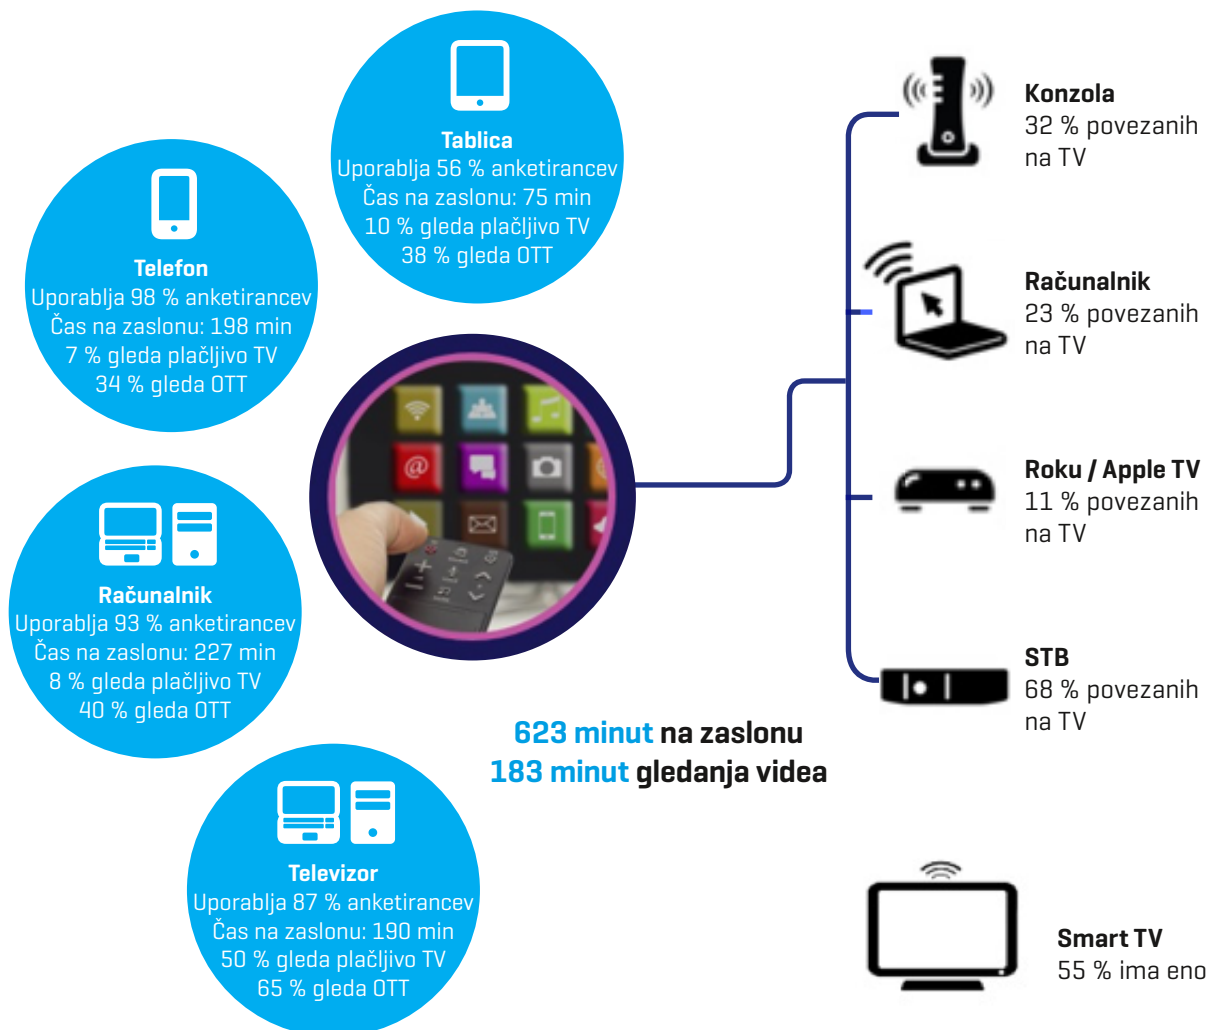 Tablica
Uporablja 56 % anketirancev
Čas na zaslonu: 75 min
10 % gleda plačljivo TV
38 % gleda OTT
Telefon
Uporablja 98 % anketirancev
Čas na zaslonu: 198 min
7 % gleda plačljivo TV
34 % gleda OTT
Računalnik
Uporablja 93 % anketirancev
Čas na zaslonu: 227 min
8 % gleda plačljivo TV
40 % gleda OTT
Televizor
Uporablja 87 % anketirancev
Čas na zaslonu: 190 min
50 % gleda plačljivo TV
65 % gleda OTT
@
623 minut na zaslonu
183 minut gledanja videa
Konzola
32 % povezanih
na TV
Računalnik
23 % povezanih
na TV
Roku / Apple TV
11 % povezanih
na TV
STB
68 % povezanih
na TV
Smart TV
55 % ima eno